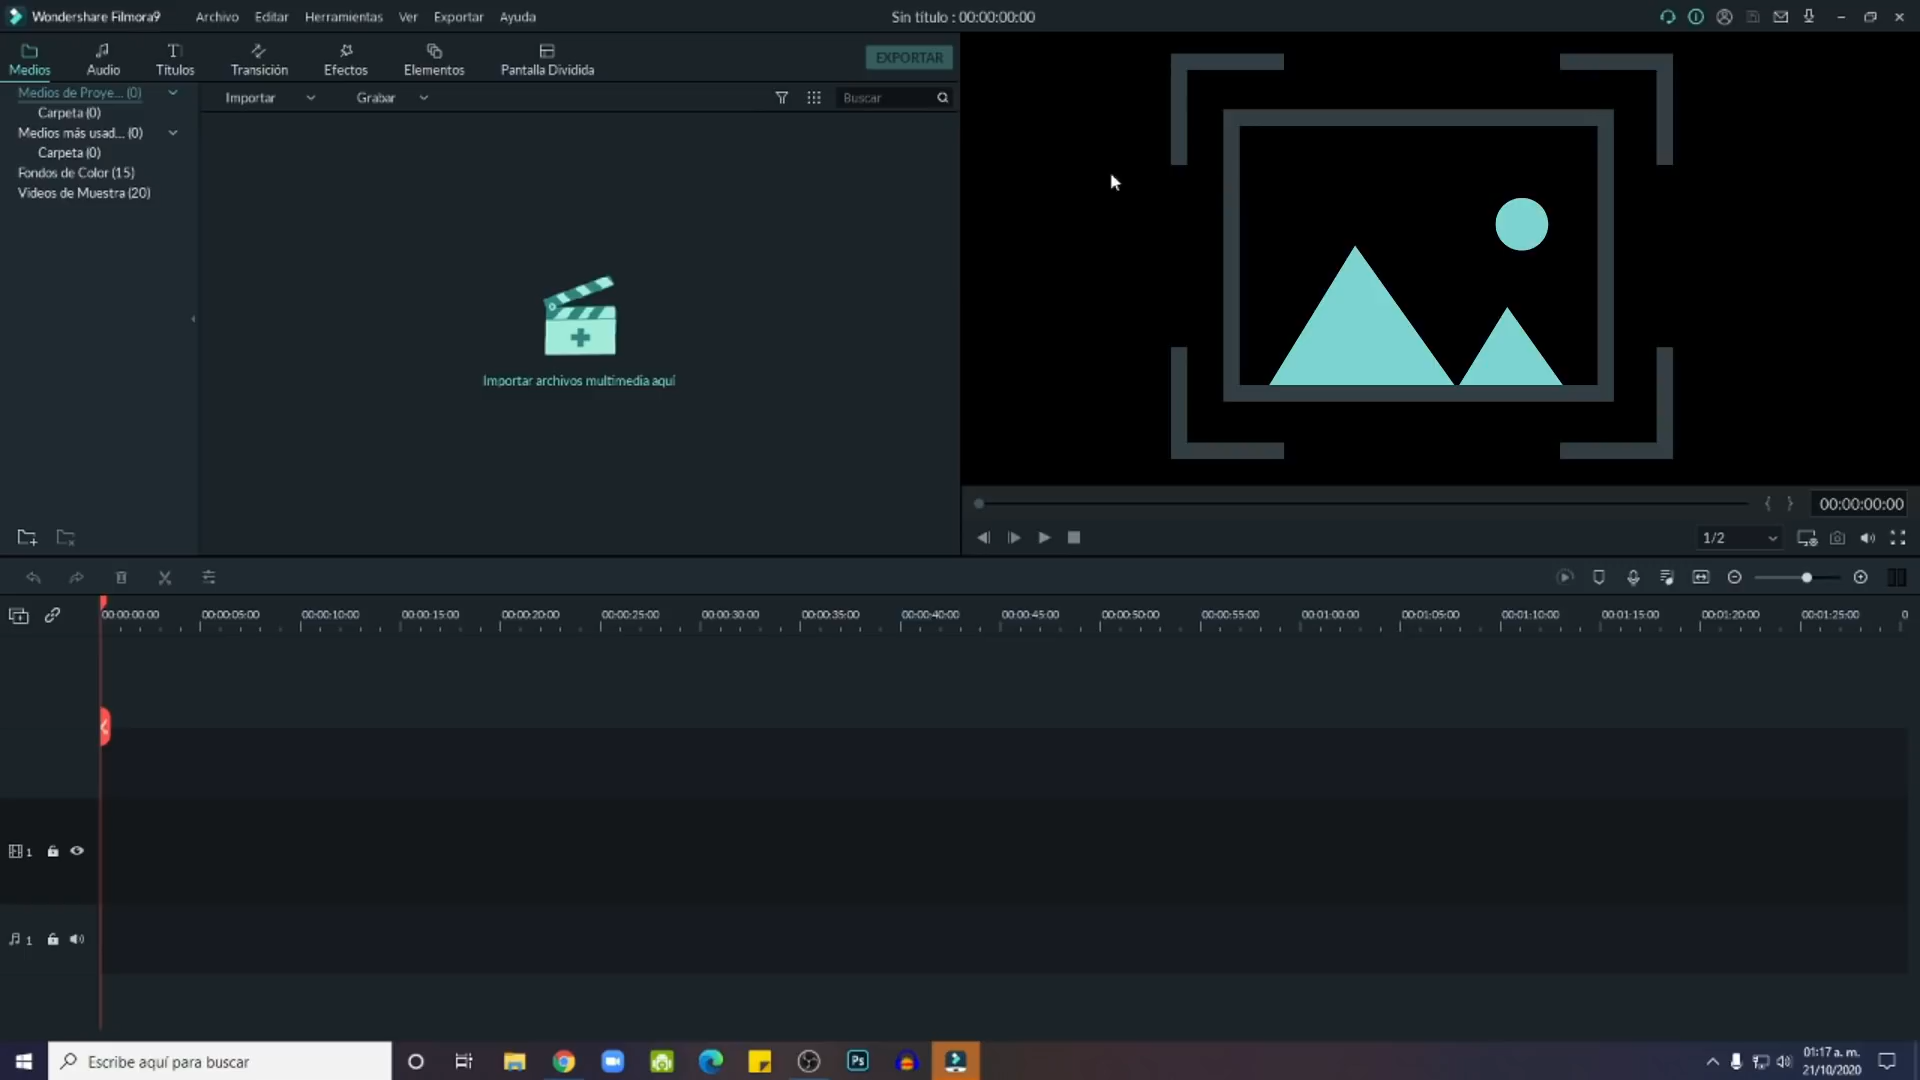 Wondershare Filmora9 Archivo Editar Herramientas Ver Exportar Ayuda Sin título : 00:00:00:00
Medios Audio Títulos Transición Efectos Elementos Pantalla Dividida EXPORTAR
Medios de Proye... (0)
Carpeta (0)
Medios más usad... (0)
Carpeta (0)
Fondos de Color (15)
Videos de Muestra (20)
Importar Grabar Buscar
Importar archivos multimedia aquí
00:00:00:00
1/2
00:00:00:00 00:00:05:00 00:00:10:00 00:00:15:00 00:00:20:00 00:00:25:00 00:00:30:00 00:00:35:00 00:00:40:00 00:00:45:00 00:00:50:00 00:00:55:00 00:01:00:00 00:01:05:00 00:01:10:00 00:01:15:00 00:01:20:00 00:01:25:00 0
1
1
Escribe aquí para buscar
Ps
01:17 a. m.
21/10/2020